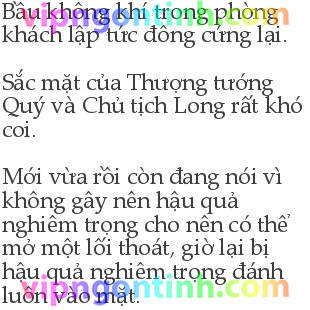 Bầu không khí trong phòng
khách lập tức đông cứng lại.
Sắc mặt của Thượng tướng
Quý và Chủ tịch Long rất khó
coi.
Mới vừa rồi còn đang nói vì
không gây nên hậu quả
nghiêm trọng cho nên có thể
mở một lối thoát, giờ lại bị
hậu quả nghiêm trọng đánh
luôn vào mặt.
vipngontinh.com
vipngontinh.com